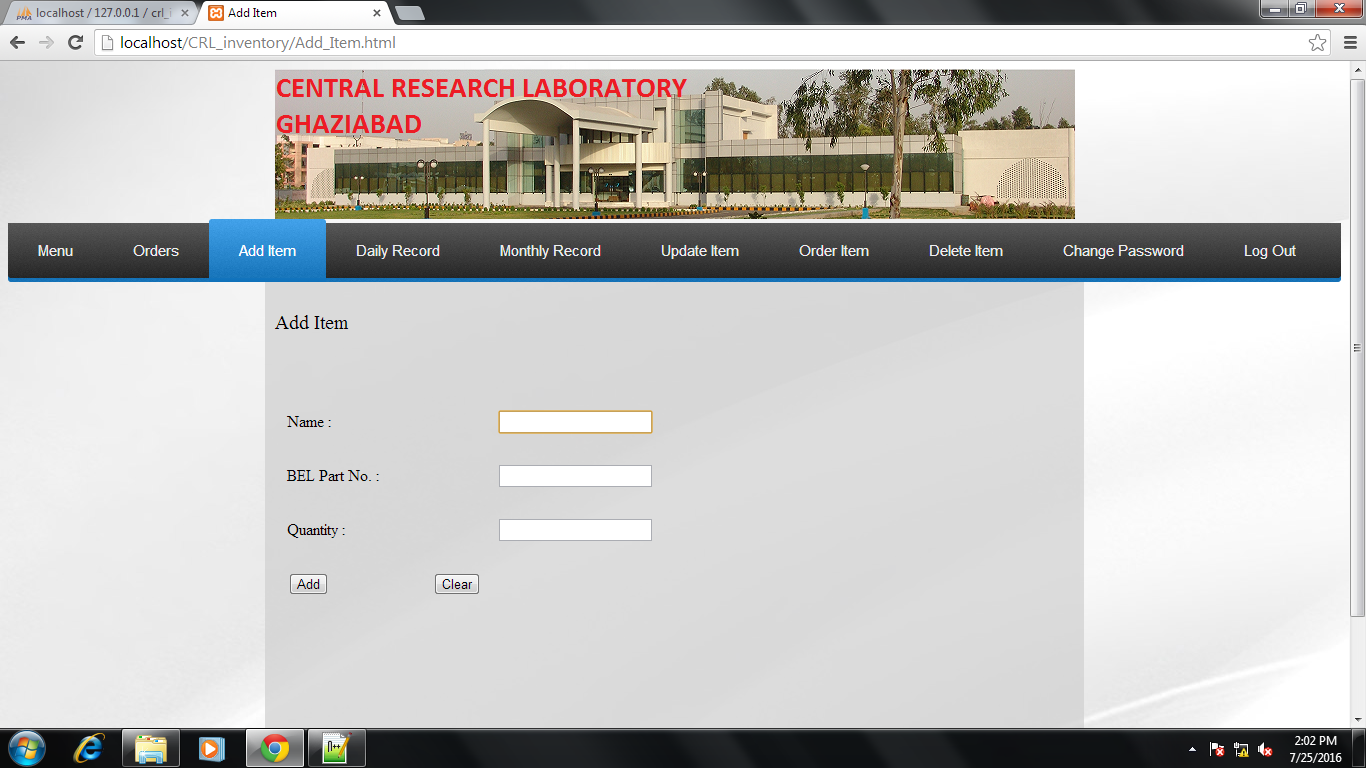 localhost / 127.0.0.1 / crl_i
Add Item
localhost/CRL_inventory/Add_Item.html
CENTRAL RESEARCH LABORATORY
GHAZIABAD
Menu Orders Add Item Daily Record Monthly Record Update Item Order Item Delete Item Change Password Log Out
Add Item
Name :
BEL Part No. :
Quantity :
Add Clear
2:02 PM
7/25/2016